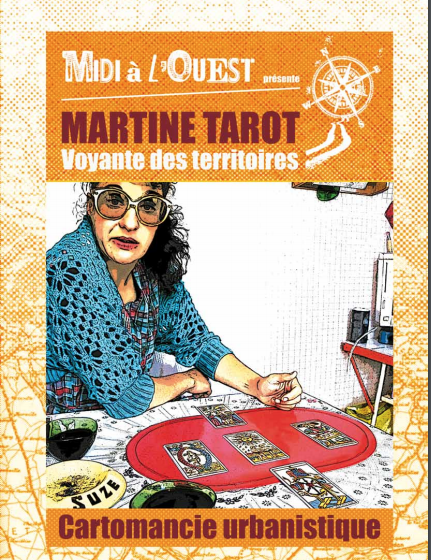 MIDI à L'OUEST présente
MARTINE TAROT
Voyante des territoires
SUZE
Cartomancie urbanistique